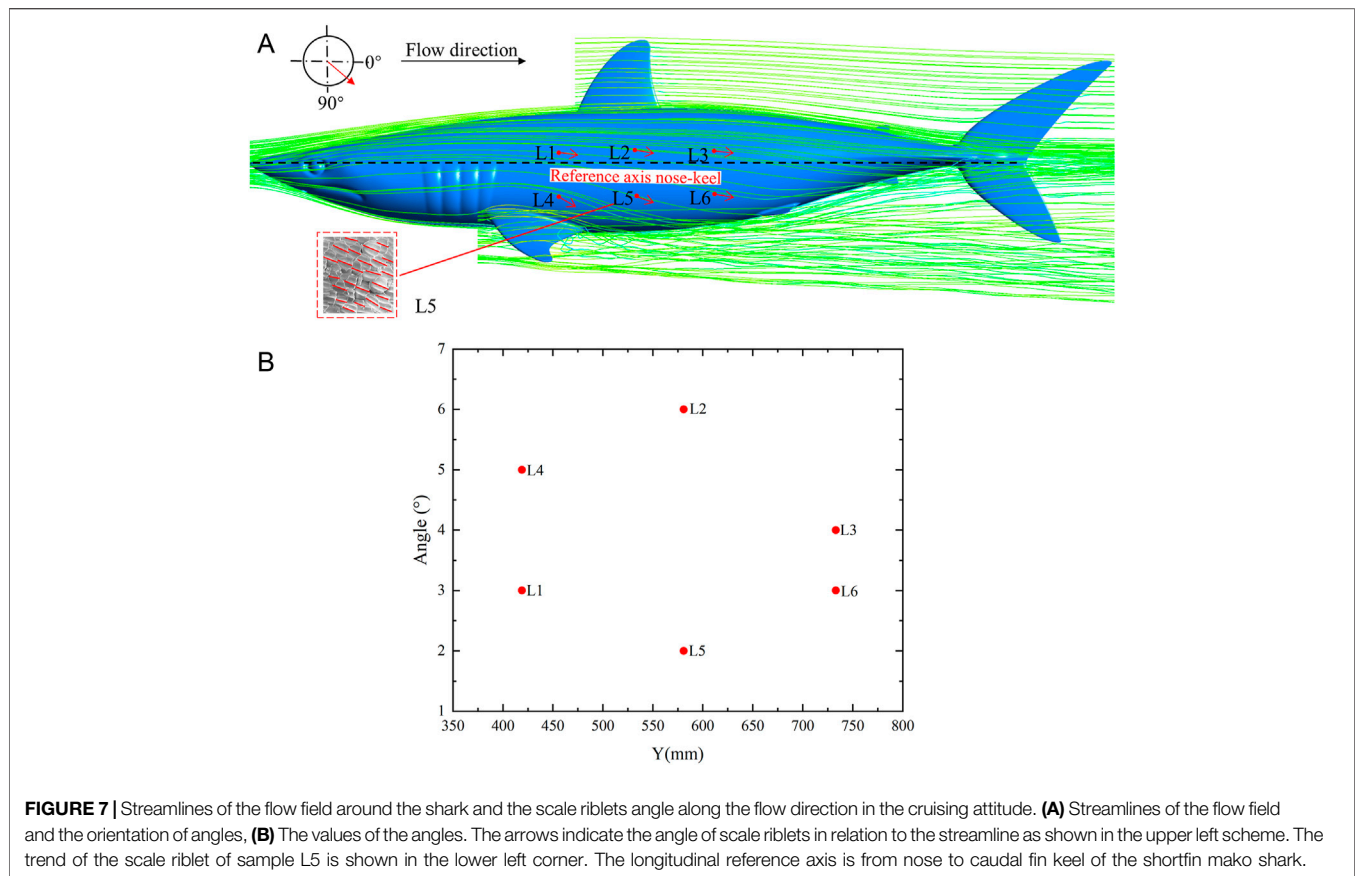 A
Flow direction
0°
90°
L1
L2
L3
Reference axis nose-keel
L4
L5
L6
L5
B
7
6
5
4
3
2
1
Angle (°)
L2
L4
L3
L1
L6
L5
350 400 450 500 550 600 650 700 750 800
Y(mm)
FIGURE 7 | Streamlines of the flow field around the shark and the scale riblets angle along the flow direction in the cruising attitude. (A) Streamlines of the flow field
and the orientation of angles, (B) The values of the angles. The arrows indicate the angle of scale riblets in relation to the streamline as shown in the upper left scheme. The
trend of the scale riblet of sample L5 is shown in the lower left corner. The longitudinal reference axis is from nose to caudal fin keel of the shortfin mako shark.